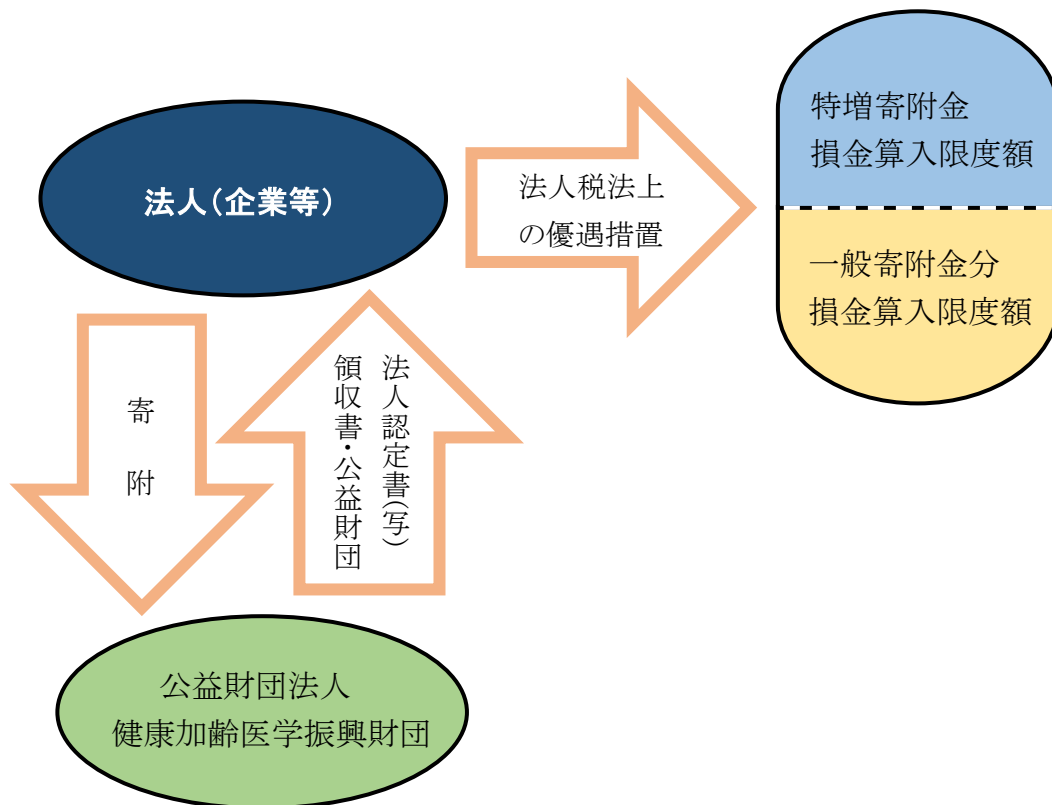 法人（企業等）
法人税法上
の優遇措置
特増寄附金
損金算入限度額
一般寄附金分
損金算入限度額
寄
附
法人認定書(写)
領収書・公益財団
公益財団法人
健康加齢医学振興財団